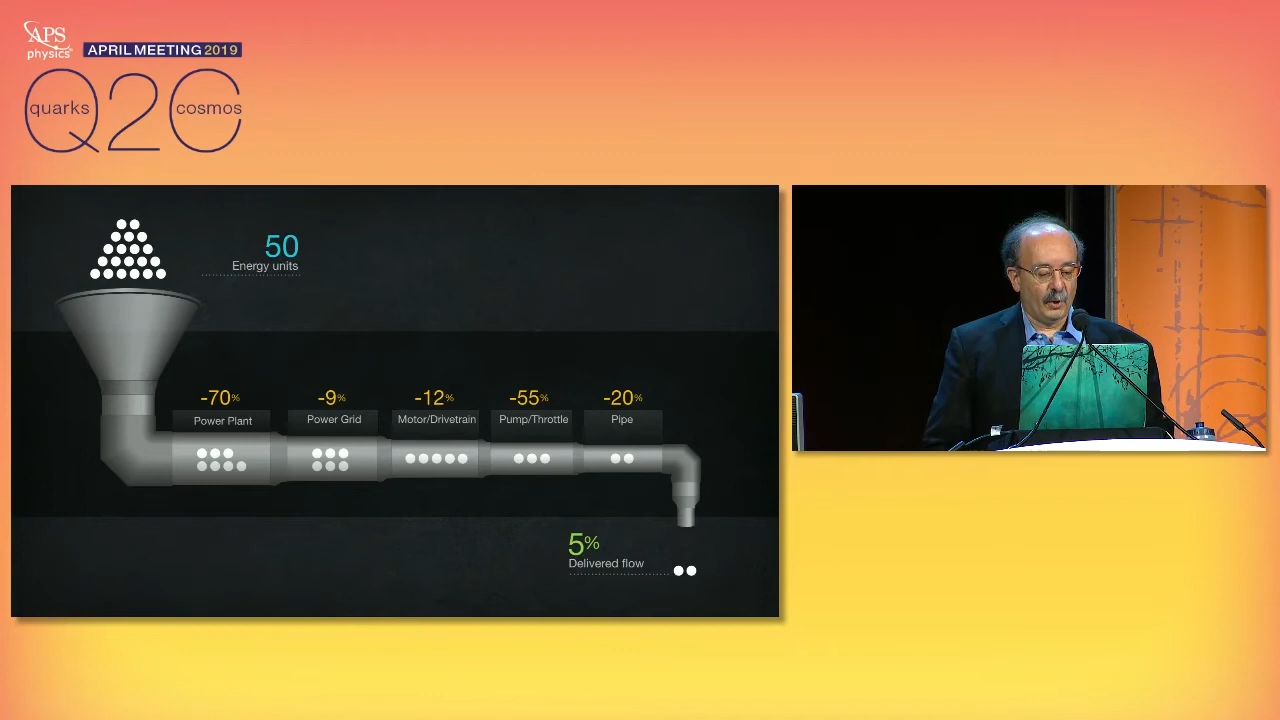 APS
physics
APRIL MEETING 2019
Q2C
quarks
cosmos
50
Energy units
-70%
-9%
-12%
-55%
-20%
Power Plant
Power Grid
Motor/Drivetrain
Pump/Throttle
Pipe
5%
Delivered flow